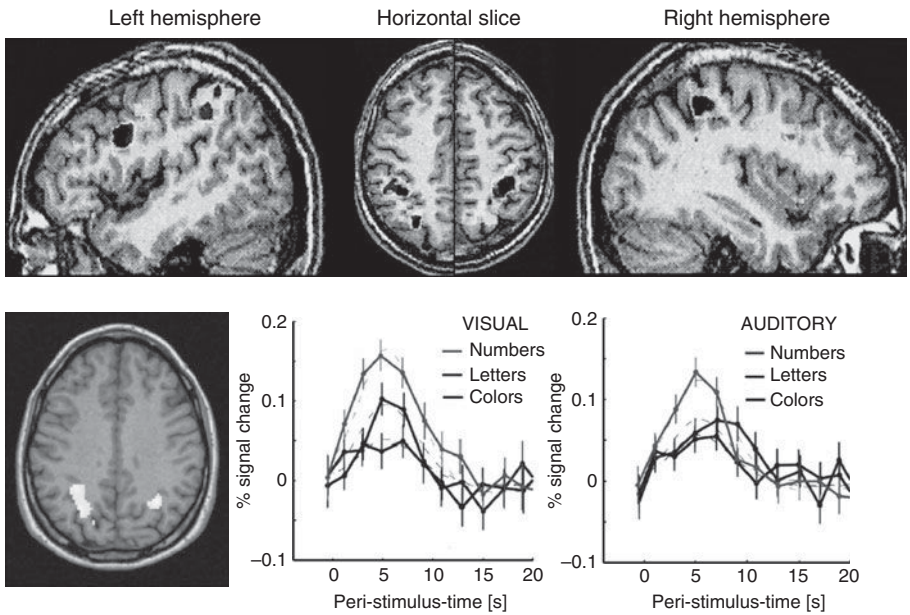 Left hemisphere
Horizontal slice
Right hemisphere
0.2
0.1
0
–0.1
% signal change
VISUAL
Numbers
Letters
Colors
0 5 10 15 20
Peri-stimulus-time [s]
0.2
0.1
0
–0.1
% signal change
AUDITORY
Numbers
Letters
Colors
0 5 10 15 20
Peri-stimulus-time [s]